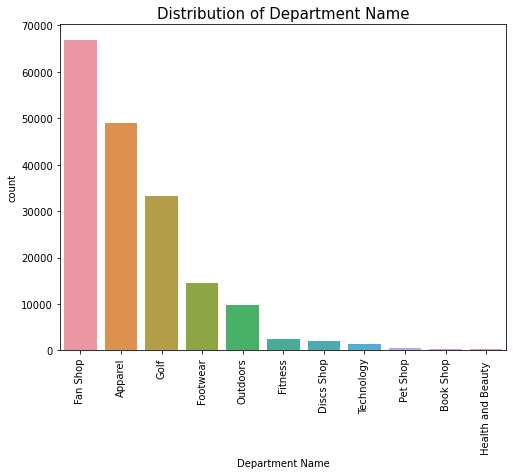 Distribution of Department Name
70000
60000
50000
40000
30000
20000
10000
0
count
Fan Shop
Apparel
Golf
Footwear
Outdoors
Fitness
Discs Shop
Technology
Pet Shop
Book Shop
Health and Beauty
Department Name